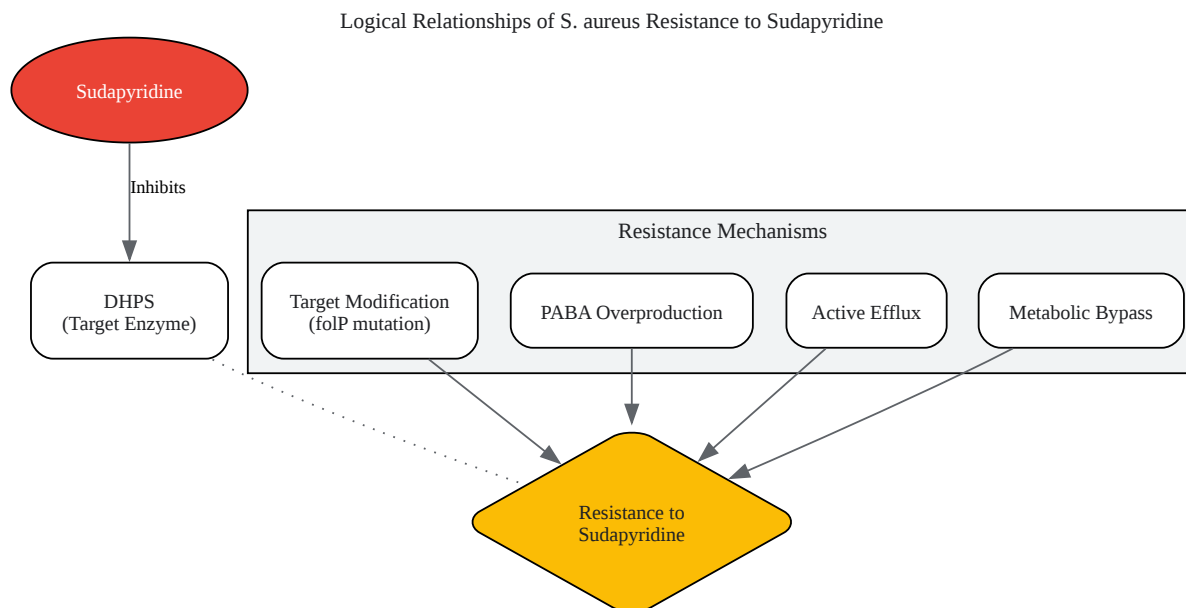 Logical Relationships of S. aureus Resistance to Sudapyridine
Sudapyridine
Inhibits
Resistance Mechanisms
DHPS
(Target Enzyme)
Target Modification
(folP mutation)
PABA Overproduction
Active Efflux
Metabolic Bypass
Resistance to
Sudapyridine